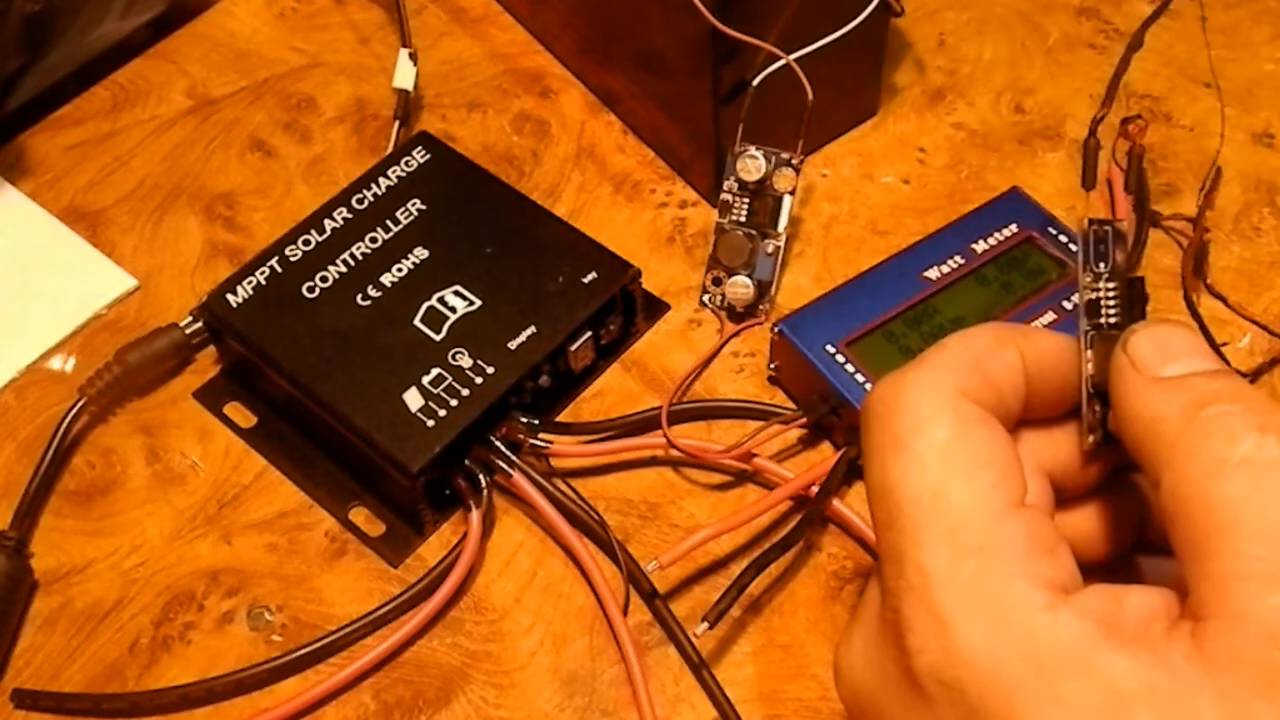 MPPT SOLAR CHARGE
CONTROLLER
CE ROHS
key
Display
Watt Meter